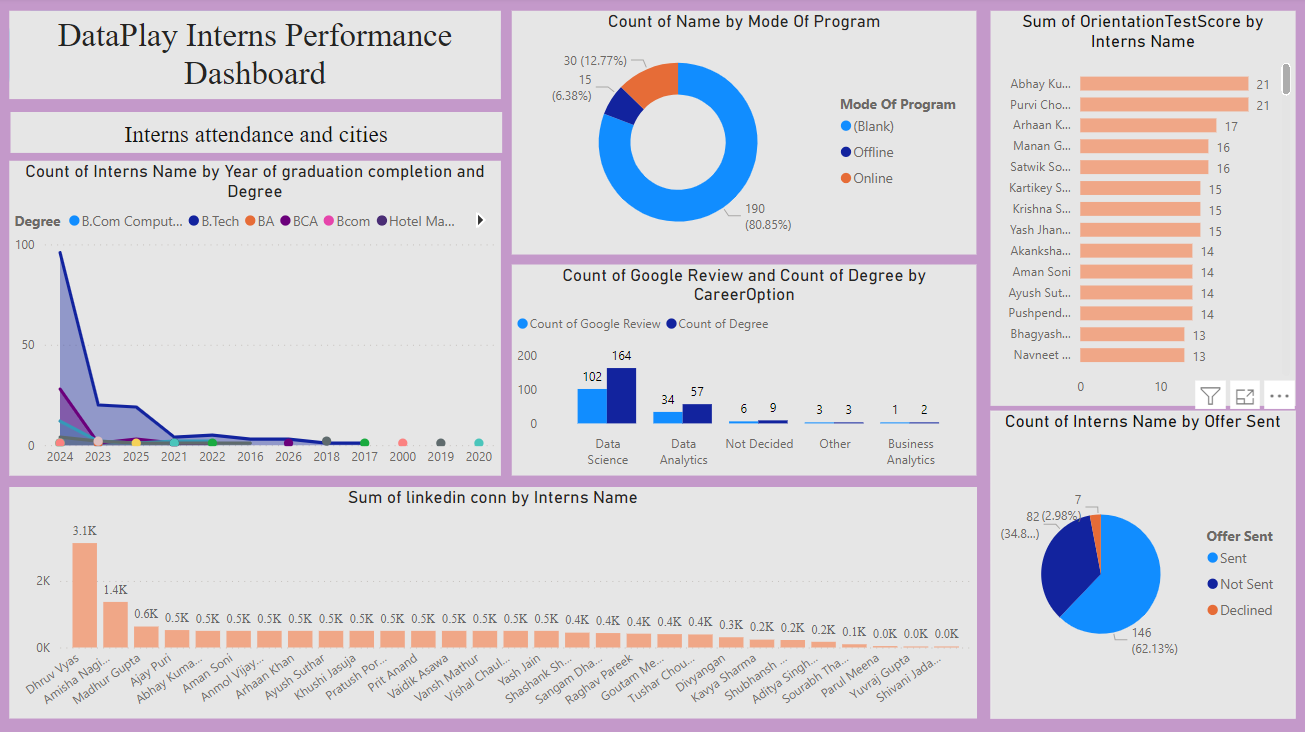 DataPlay Interns Performance
Dashboard
Interns attendance and cities
Count of Interns Name by Year of graduation completion and
Degree
Degree B.Com Comput... B.Tech BA BCA Bcom Hotel Ma...
100
50
0
2024 2023 2025 2021 2022 2016 2026 2018 2017 2000 2019 2020
Count of Name by Mode Of Program
30 (12.77%)
15
(6.38%)
190
(80.85%)
Mode Of Program
(Blank)
Offline
Online
Count of Google Review and Count of Degree by
CareerOption
Count of Google Review Count of Degree
200
100
0
102 164
34 57
6 9
3 3
1 2
Data
Science
Data
Analytics
Not Decided
Other
Business
Analytics
Sum of OrientationTestScore by
Interns Name
Abhay Ku... 21
Purvi Cho... 21
Arhaan K... 17
Manan G... 16
Satwik So... 16
Kartikey S... 15
Krishna S... 15
Yash Jhan... 15
Akanksha... 14
Aman Soni 14
Ayush Sut... 14
Pushpend... 14
Bhagyash... 13
Navneet ... 13
0 10
Count of Interns Name by Offer Sent
7
(2.98%)
82
(34.8...)
146
(62.13%)
Offer Sent
Sent
Not Sent
Declined
Sum of linkedin conn by Interns Name
2K
0K
3.1K 1.4K 0.6K 0.5K 0.5K 0.5K 0.5K 0.5K 0.5K 0.5K 0.5K 0.5K 0.5K 0.5K 0.5K 0.5K 0.4K 0.4K 0.4K 0.4K 0.4K 0.3K 0.2K 0.2K 0.2K 0.1K 0.0K 0.0K 0.0K
Dhruv Vyas
Amisha Nagi...
Madhur Gupta
Ajay Puri
Abhay Kuma...
Aman Soni
Anmol Vijay...
Arhaan Khan
Ayush Suthar
Khushi Jasuja
Pratush Por...
Prit Anand
Vaidik Asawa
Vansh Mathur
Vishal Chaul...
Yash Jain
Shashank Sh...
Sangam Dha...
Raghav Pareek
Goutam Me...
Tushar Chou...
Divyangan
Kavya Sharma
Shubhansh ...
Aditya Singh...
Sourabh Tha...
Parul Meena
Yuvraj Gupta
Shivani Jada...